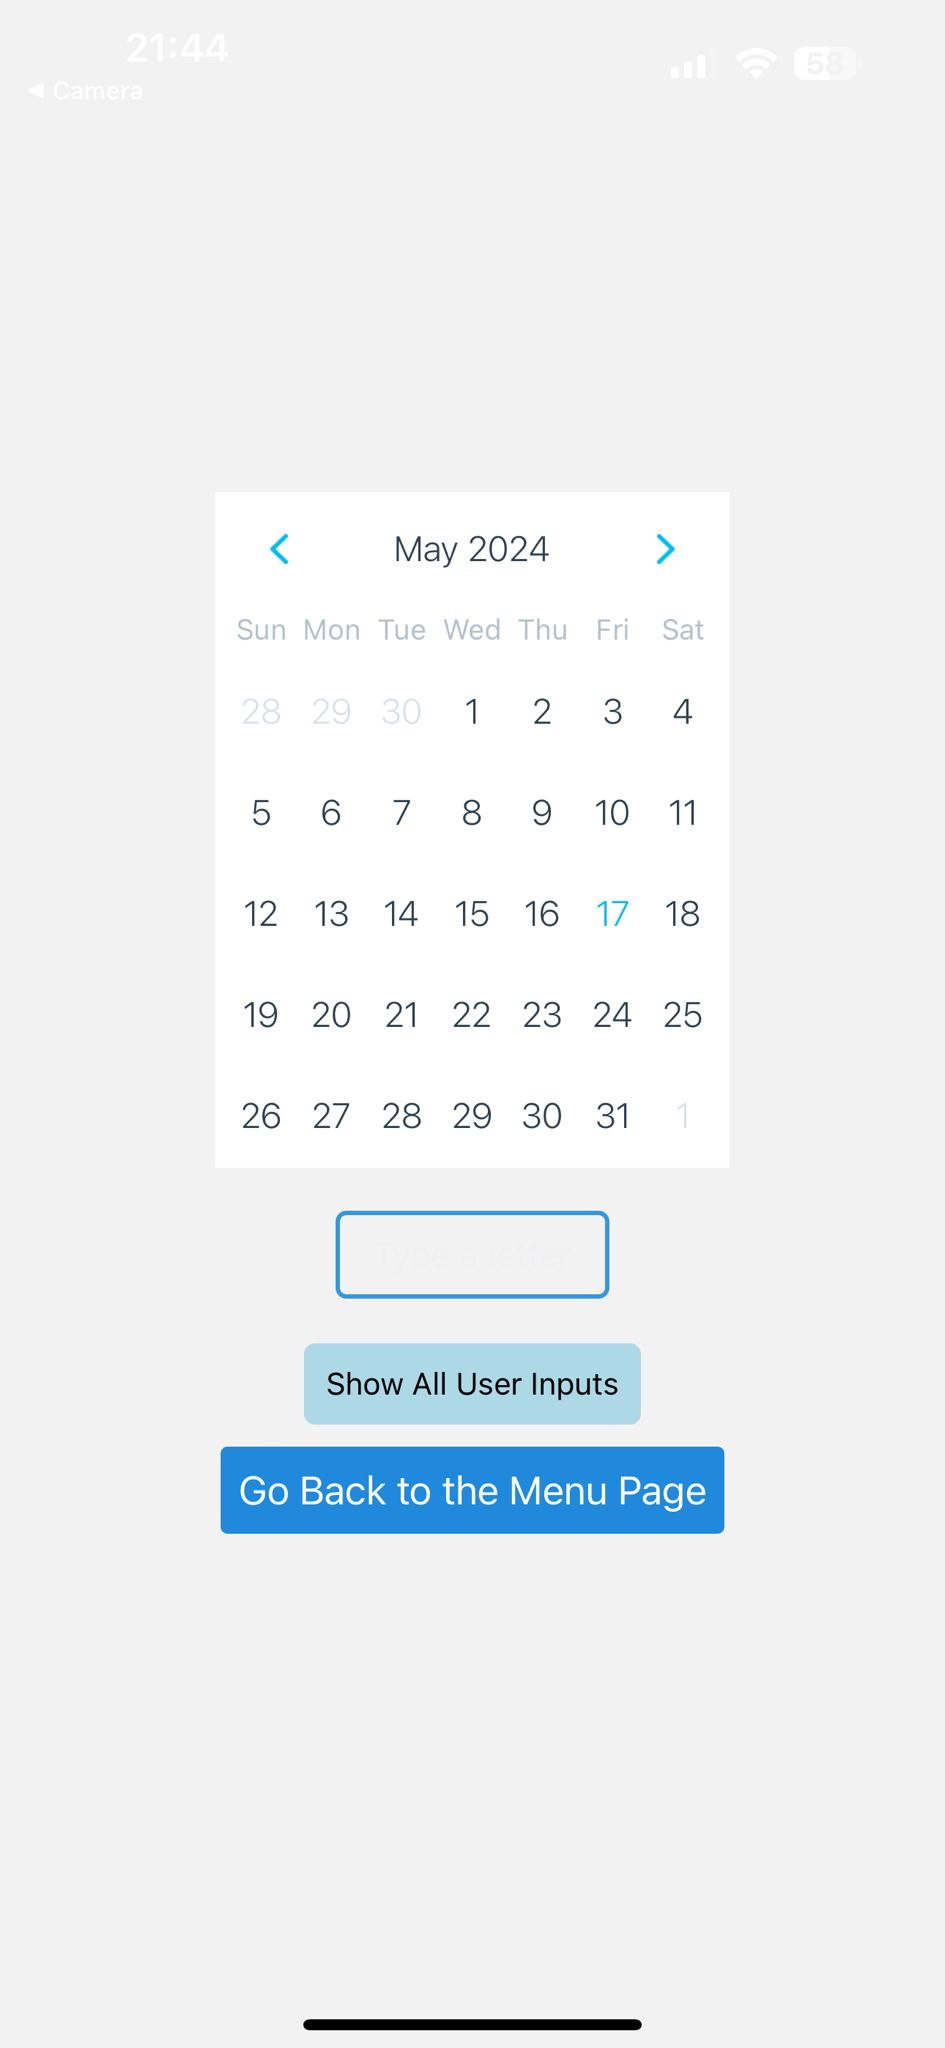 21:44
58
◀ Camera
May 2024
Sun Mon Tue Wed Thu Fri Sat
28 29 30 1 2 3 4
5 6 7 8 9 10 11
12 13 14 15 16 17 18
19 20 21 22 23 24 25
26 27 28 29 30 31 1
Type a letter
Show All User Inputs
Go Back to the Menu Page